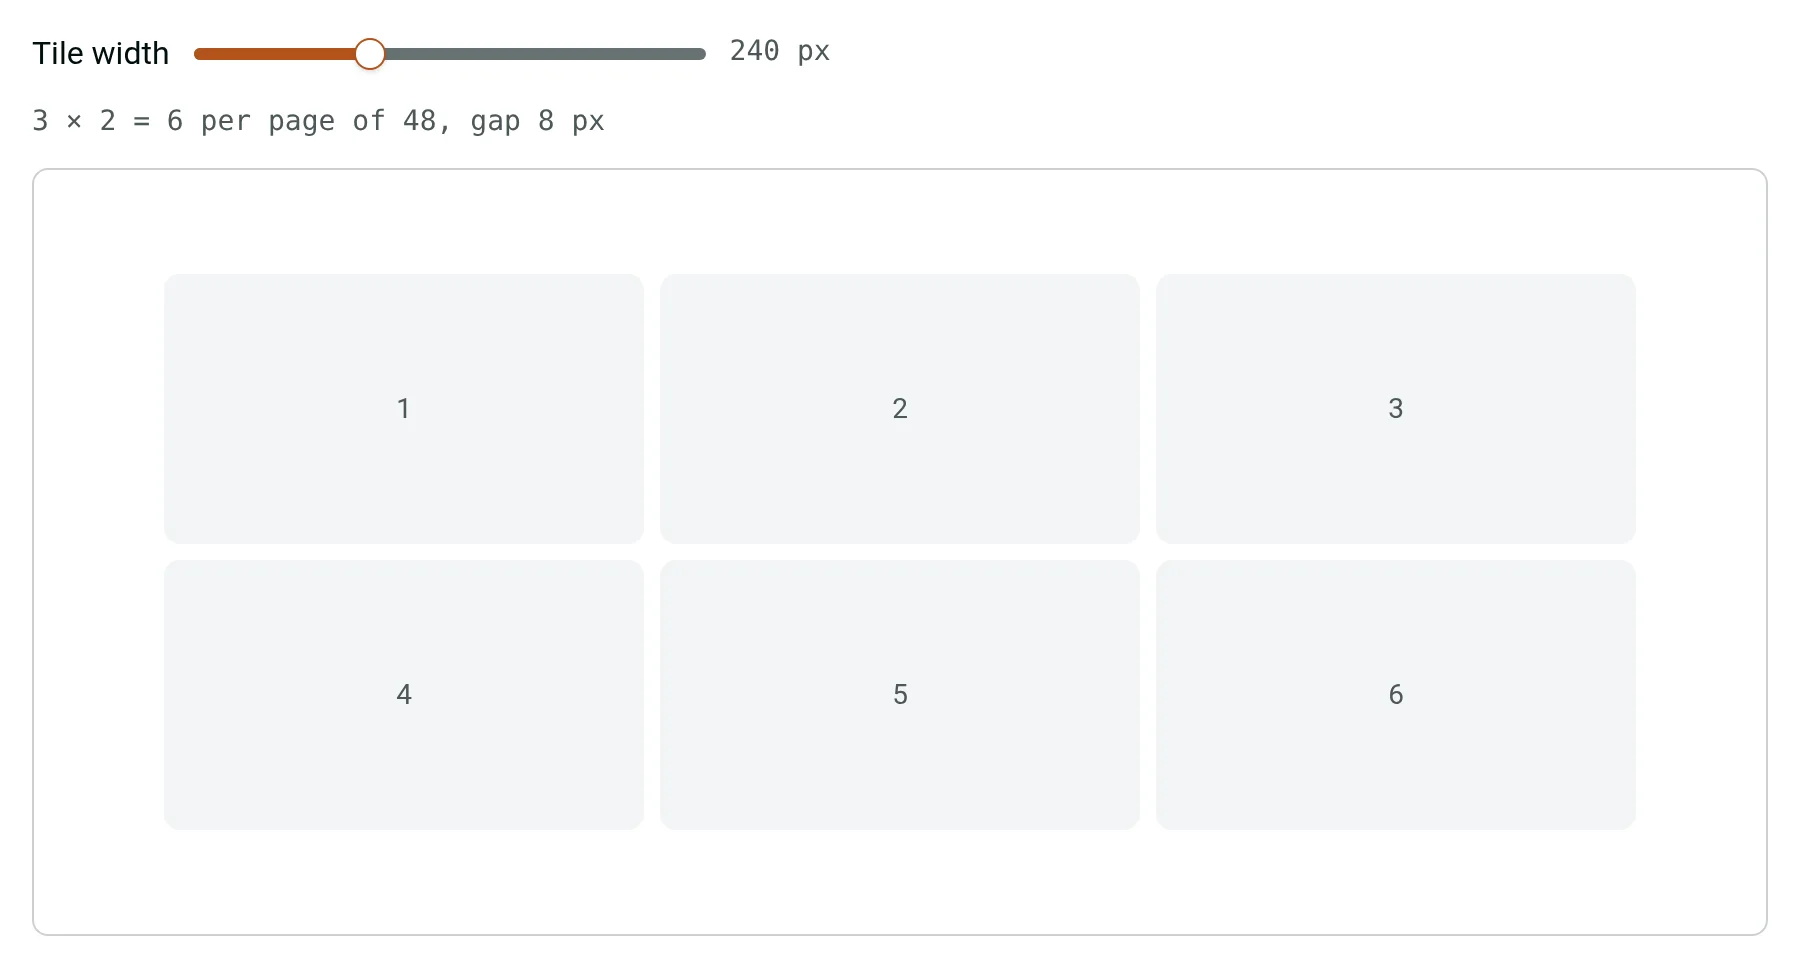 Tile width 240 px
3 × 2 = 6 per page of 48, gap 8 px
1 2 3
4 5 6